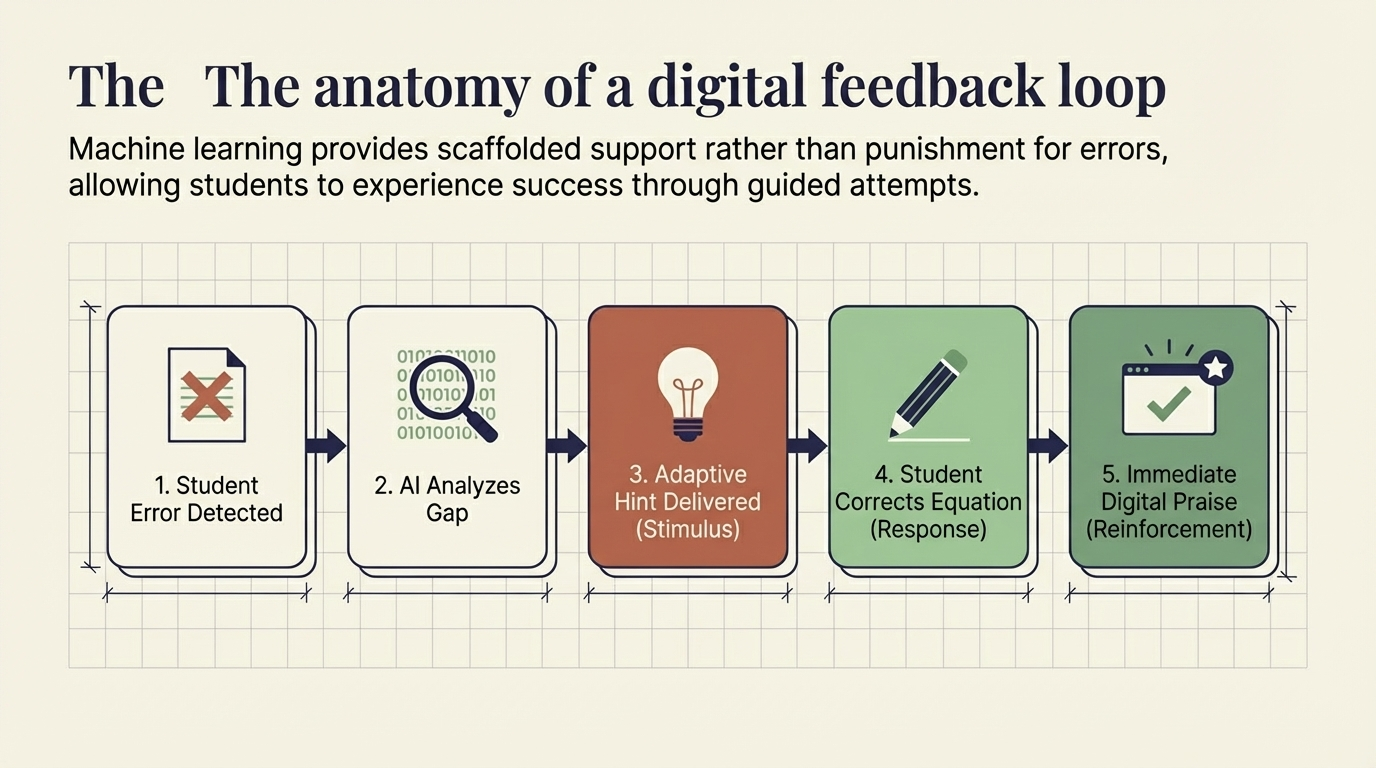 The The anatomy of a digital feedback loop
Machine learning provides scaffolded support rather than punishment for errors,
allowing students to experience success through guided attempts.
1. Student
Error Detected
2. AI Analyzes
Gap
3. Adaptive
Hint Delivered
(Stimulus)
4. Student
Corrects Equation
(Response)
5. Immediate
Digital Praise
(Reinforcement)